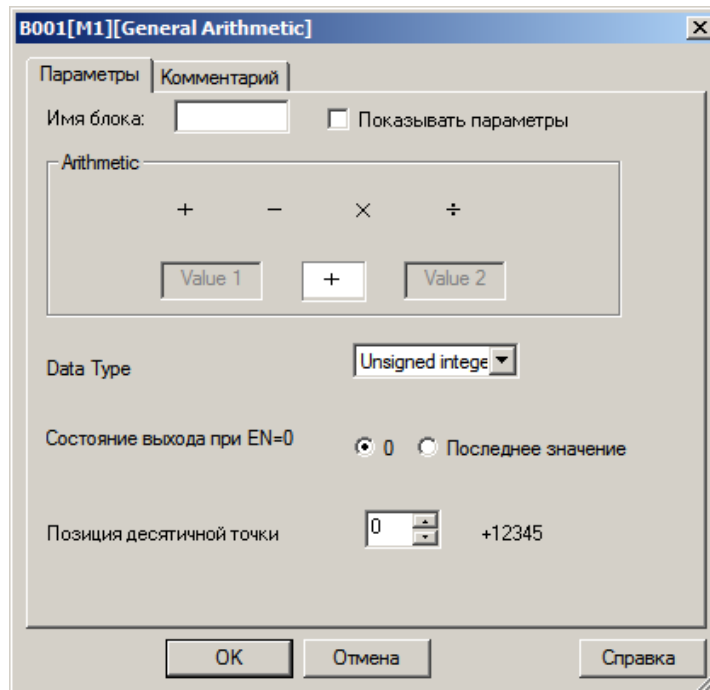 B001[M1][General Arithmetic]
Параметры Комментарий
Имя блока: Показывать параметры
Arithmetic
+ − × ÷
Value 1 + Value 2
Data Type Unsigned intege
Состояние выхода при EN=0 0 Последнее значение
Позиция десятичной точки 0 +12345
OK Отмена Справка